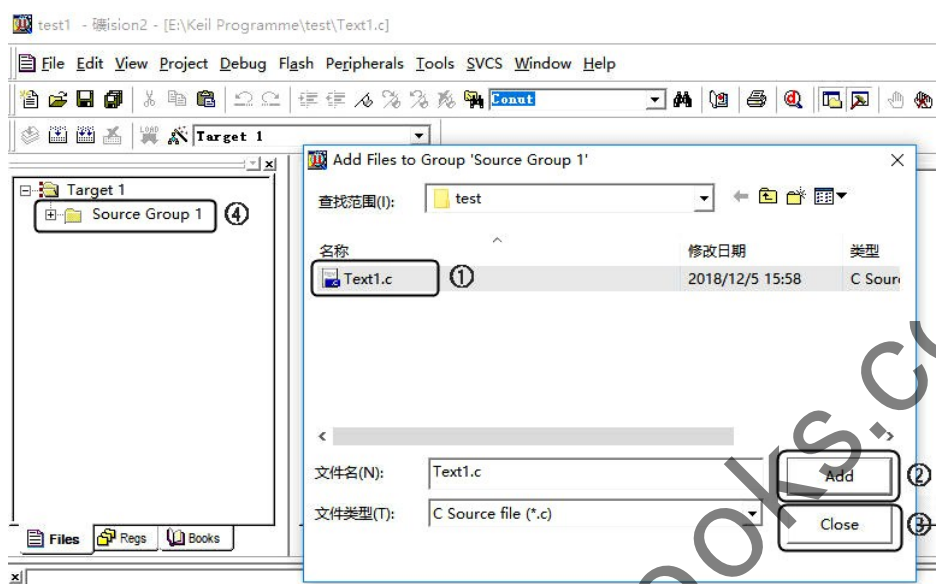 test1 - 礦ision2 - [E:\Keil Programme\test\Text1.c]
File Edit View Project Debug Flash Peripherals Tools SVCS Window Help
Conut
LOAD Target 1
Add Files to Group 'Source Group 1'
Target 1
Source Group 1 ④
查找范围(I): test
名称 修改日期 类型
Text1.c ① 2018/12/5 15:58 C Sour
文件名(N): Text1.c Add ②
文件类型(T): C Source file (*.c) Close ③
Files Regs Books
ooks.co